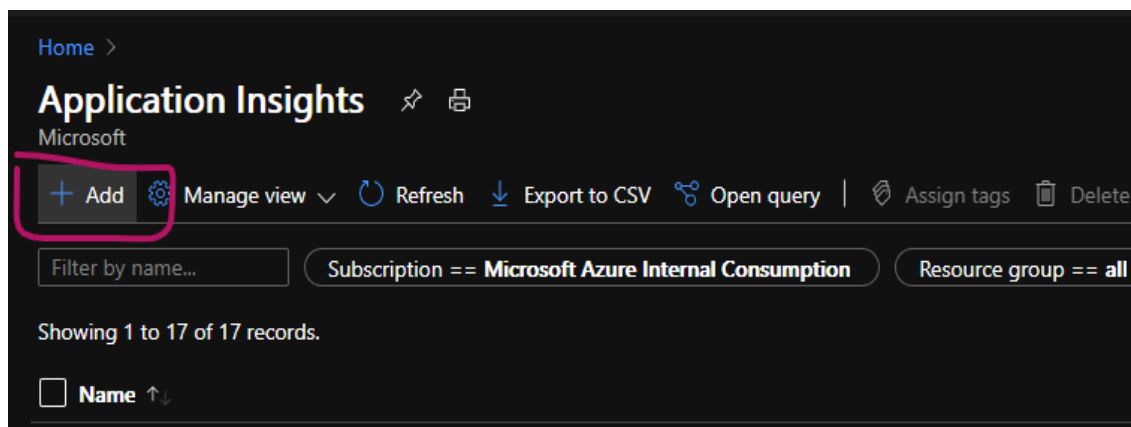 Home >
Application Insights
Microsoft
+ Add Manage view Refresh Export to CSV Open query | Assign tags Delete
Filter by name... Subscription == Microsoft Azure Internal Consumption Resource group == all
Showing 1 to 17 of 17 records.
Name ↑↓